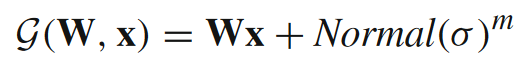 𝒢(𝐖, 𝐱) = 𝐖𝐱 + Normal(σ)ᵐ